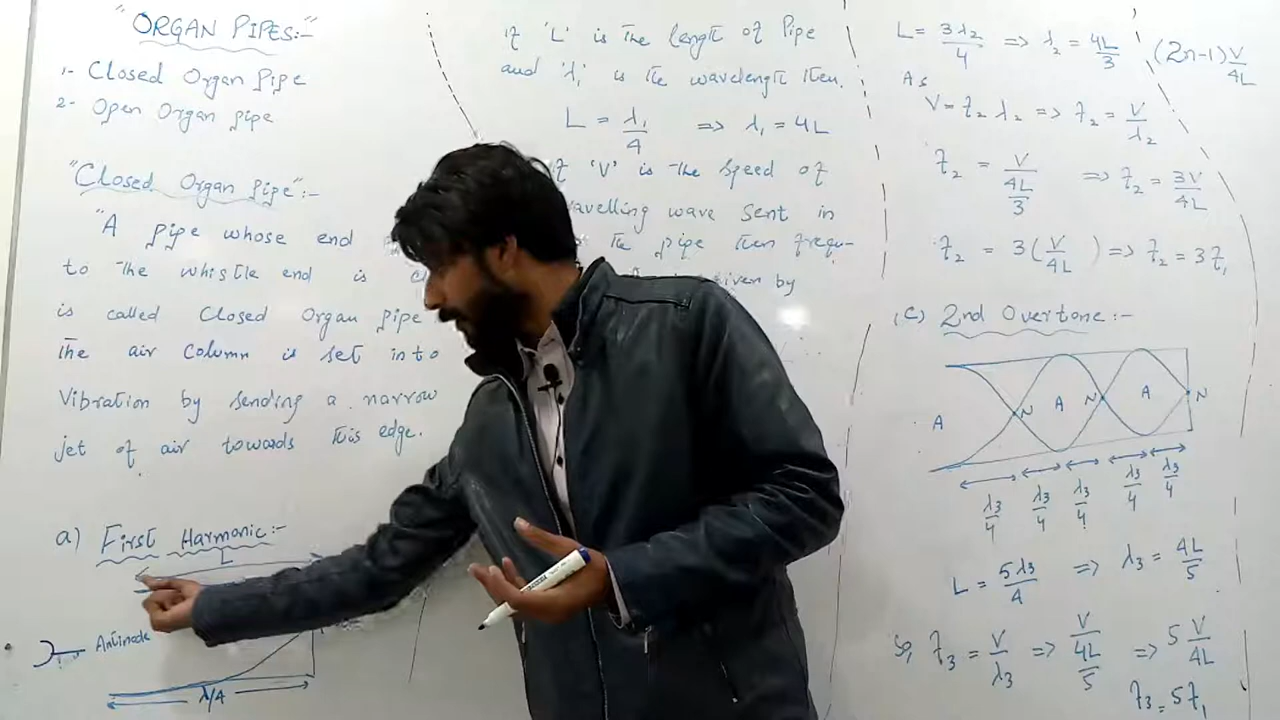 "ORGAN PIPES:-"
1- Closed Organ Pipe
2- Open Organ pipe
"Closed Organ Pipe":-
"A pipe whose end
to the whistle end is
is called Closed Organ pipe
The air column is set into
Vibration by sending a narrow
jet of air towards this edge.
a) First Harmonic:-
L
Antinode
λ/4
If 'L' is the length of Pipe
and 'λ₁' is the wavelength then.
L = λ₁/4 => λ₁ = 4L
If 'V' is the speed of
wave sent in
the pipe then frequ-
given by
L = 3λ₂/4 => λ₂ = 4L/3 (2n-1)V/4L
As
V = f₂ λ₂ => f₂ = V/λ₂
f₂ = V/(4L/3) => f₂ = 3V/4L
f₂ = 3(V/4L) => f₂ = 3f₁
(c) 2nd Overtone:-
A N A N A N
λ₃/4 λ₃/4 λ₃/4 λ₃/4 λ₃/4
L = 5λ₃/4 => λ₃ = 4L/5
So, f₃ = V/λ₃ => V/(4L/5) => 5 V/4L
f₃ = 5f₁